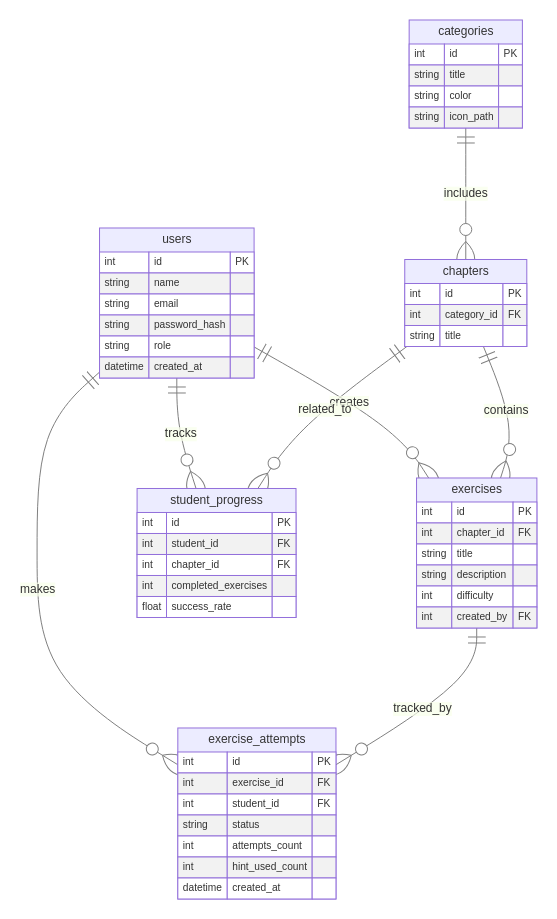 categories
int id PK
string title
string color
string icon_path
includes
users
int id PK
string name
string email
string password_hash
string role
datetime created_at
chapters
int id PK
int category_id FK
string title
creates
related_to
contains
tracks
student_progress
int id PK
int student_id FK
int chapter_id FK
int completed_exercises
float success_rate
exercises
int id PK
int chapter_id FK
string title
string description
int difficulty
int created_by FK
makes
tracked_by
exercise_attempts
int id PK
int exercise_id FK
int student_id FK
string status
int attempts_count
int hint_used_count
datetime created_at